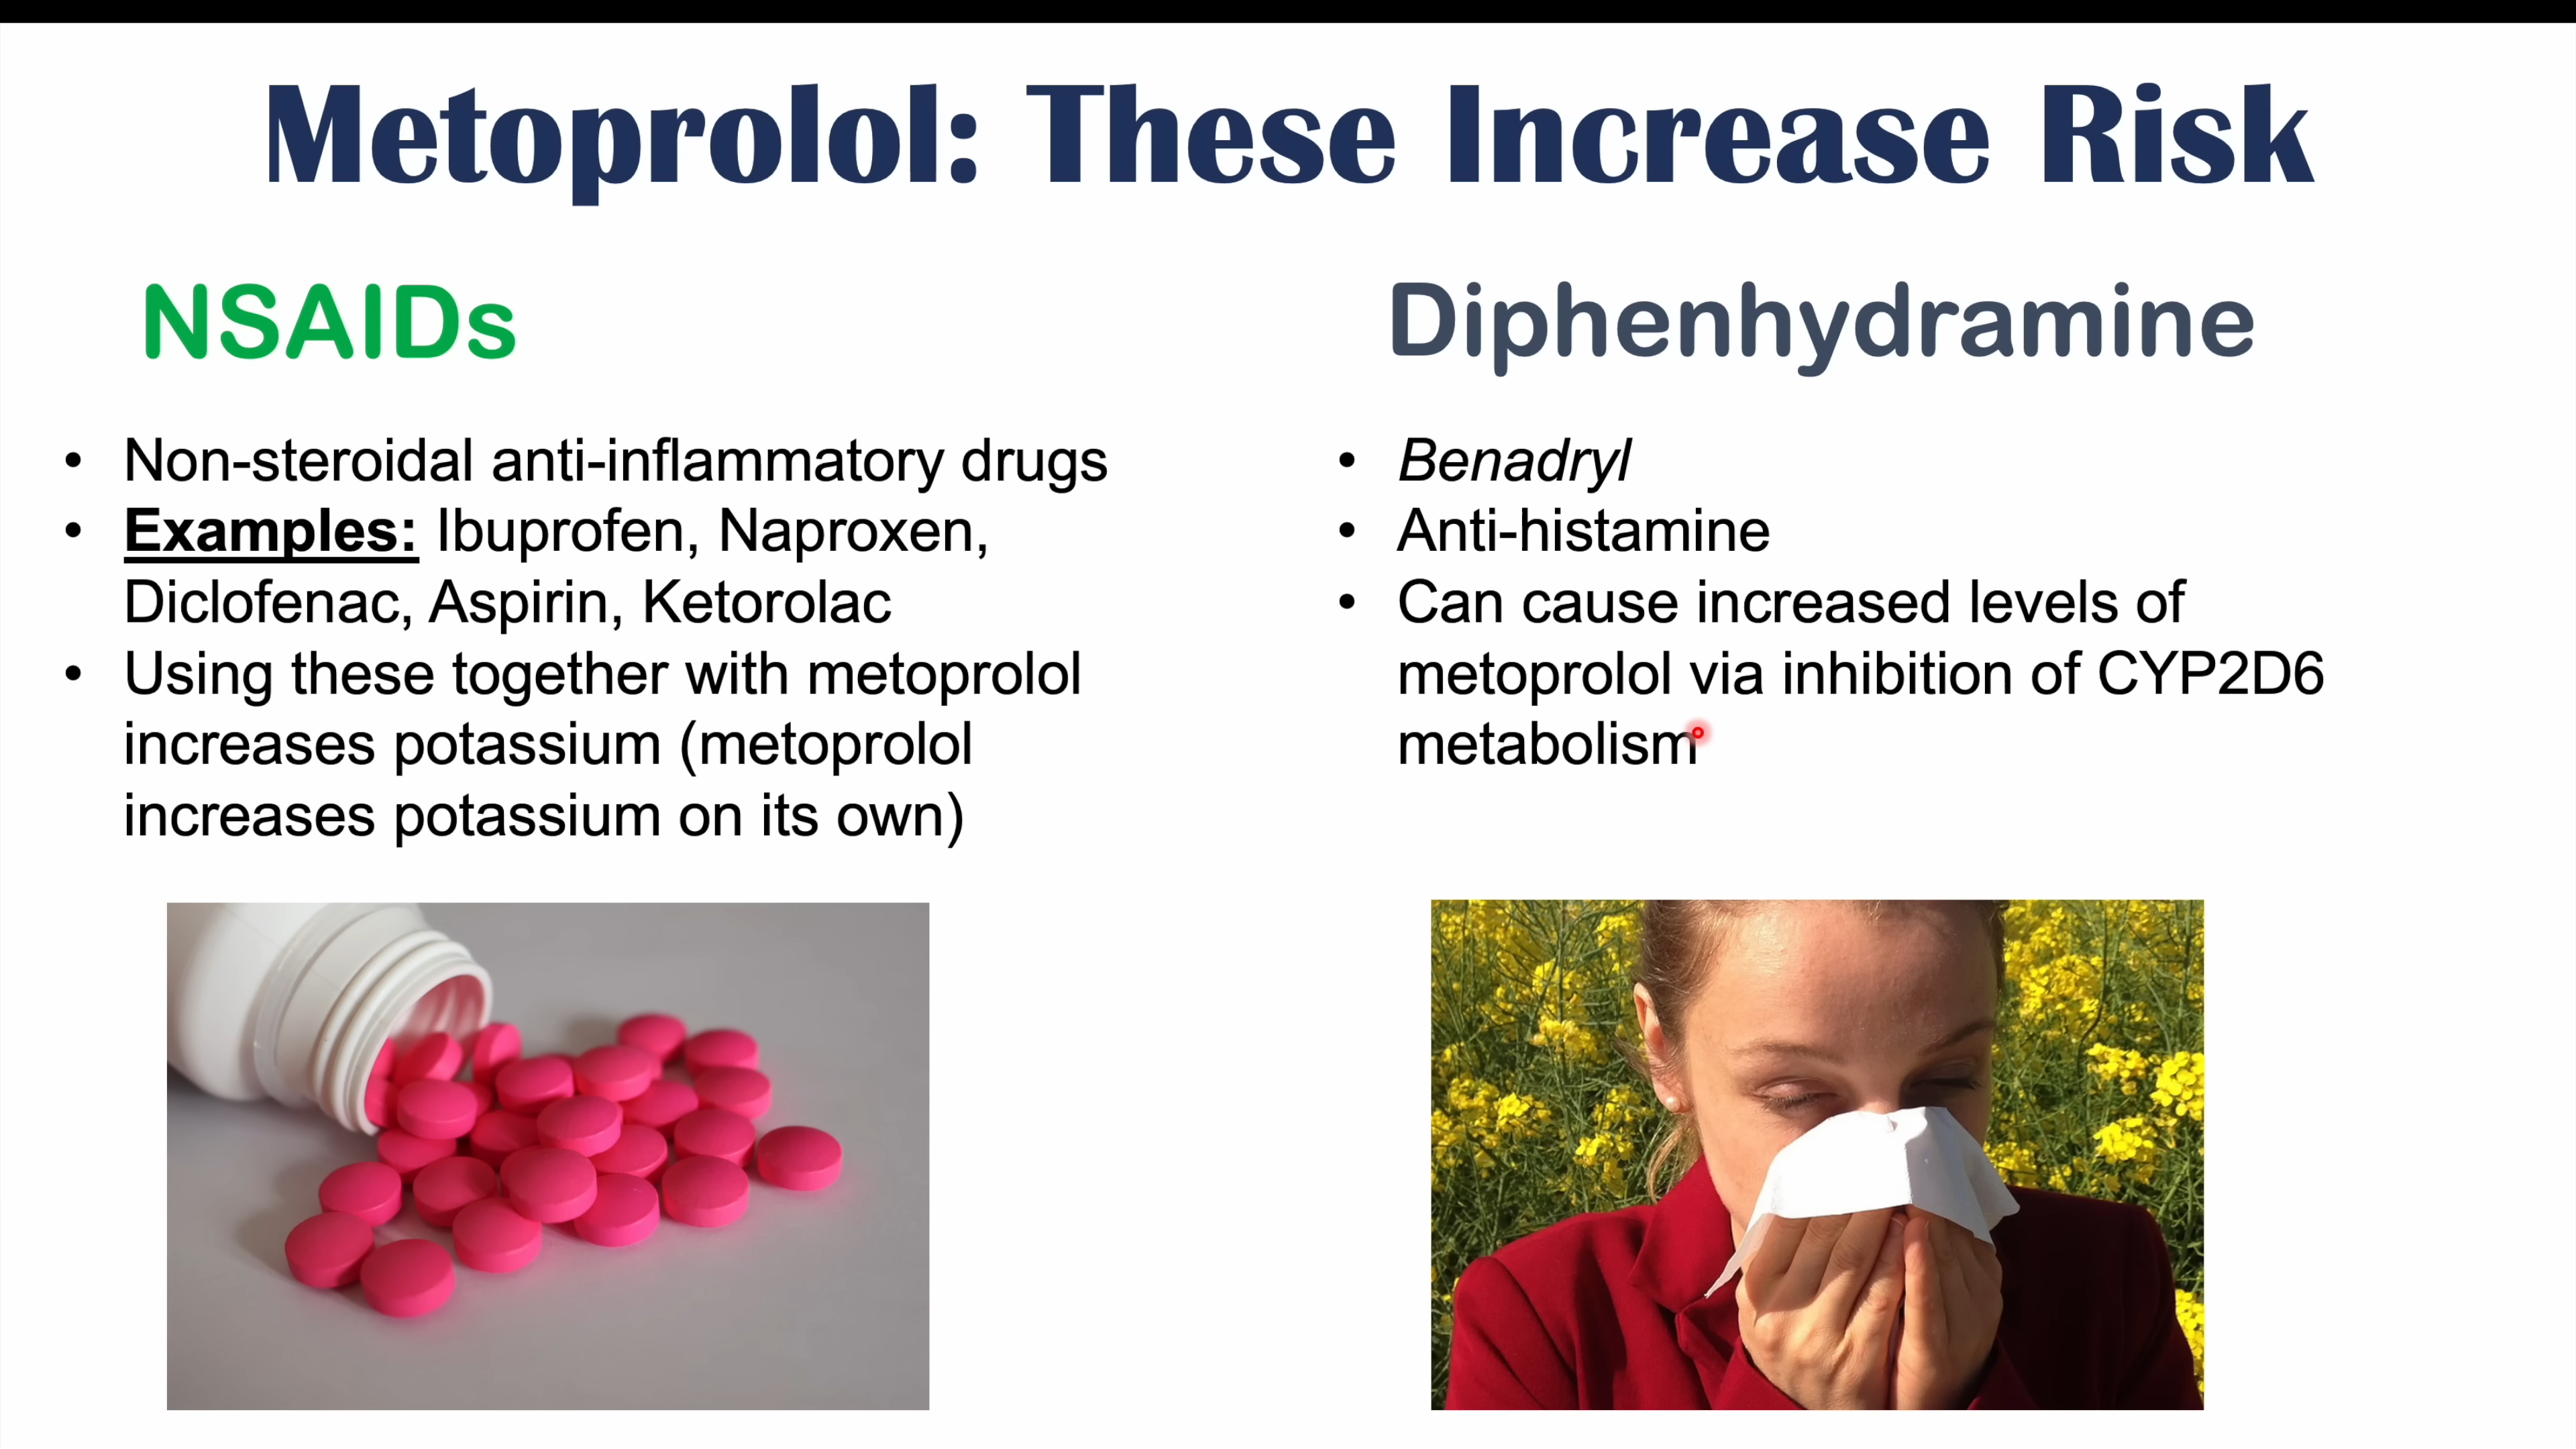 Metoprolol: These Increase Risk
NSAIDs
• Non-steroidal anti-inflammatory drugs
• Examples: Ibuprofen, Naproxen,
Diclofenac, Aspirin, Ketorolac
• Using these together with metoprolol
increases potassium (metoprolol
increases potassium on its own)
Diphenhydramine
• Benadryl
• Anti-histamine
• Can cause increased levels of
metoprolol via inhibition of CYP2D6
metabolism